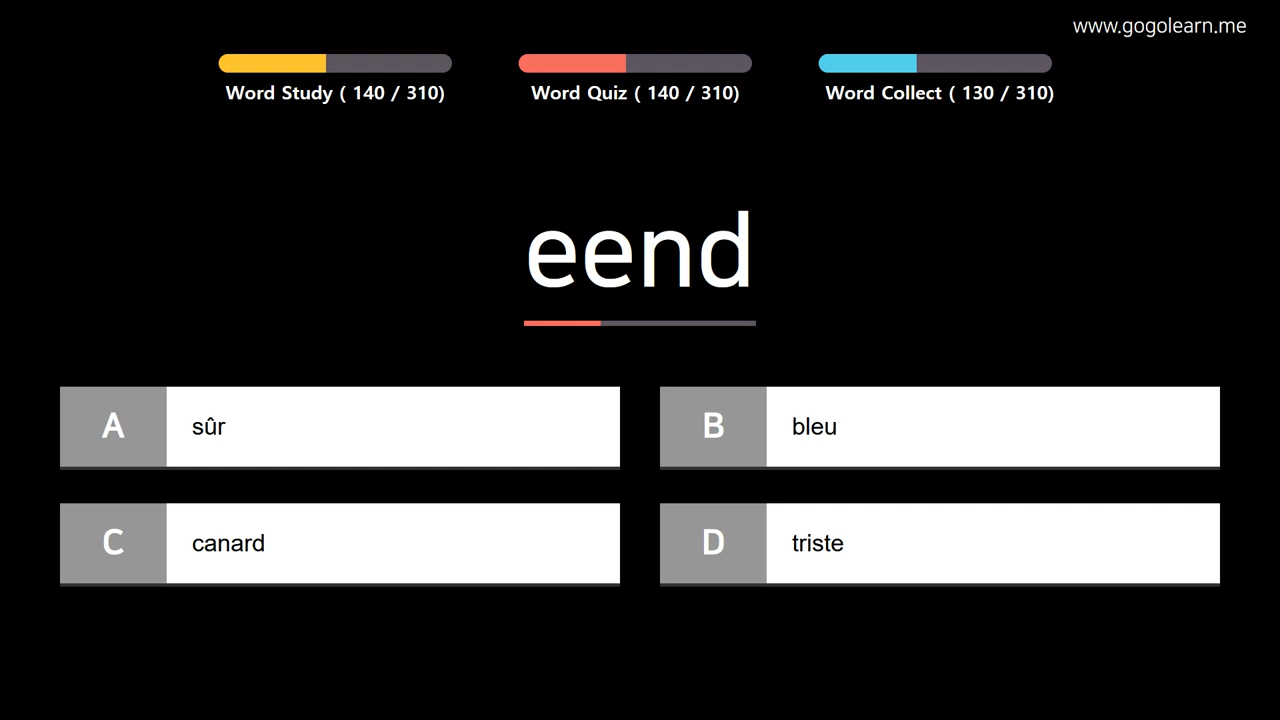 www.gogolearn.me
Word Study ( 140 / 310)
Word Quiz ( 140 / 310)
Word Collect ( 130 / 310)
eend
A sûr
B bleu
C canard
D triste